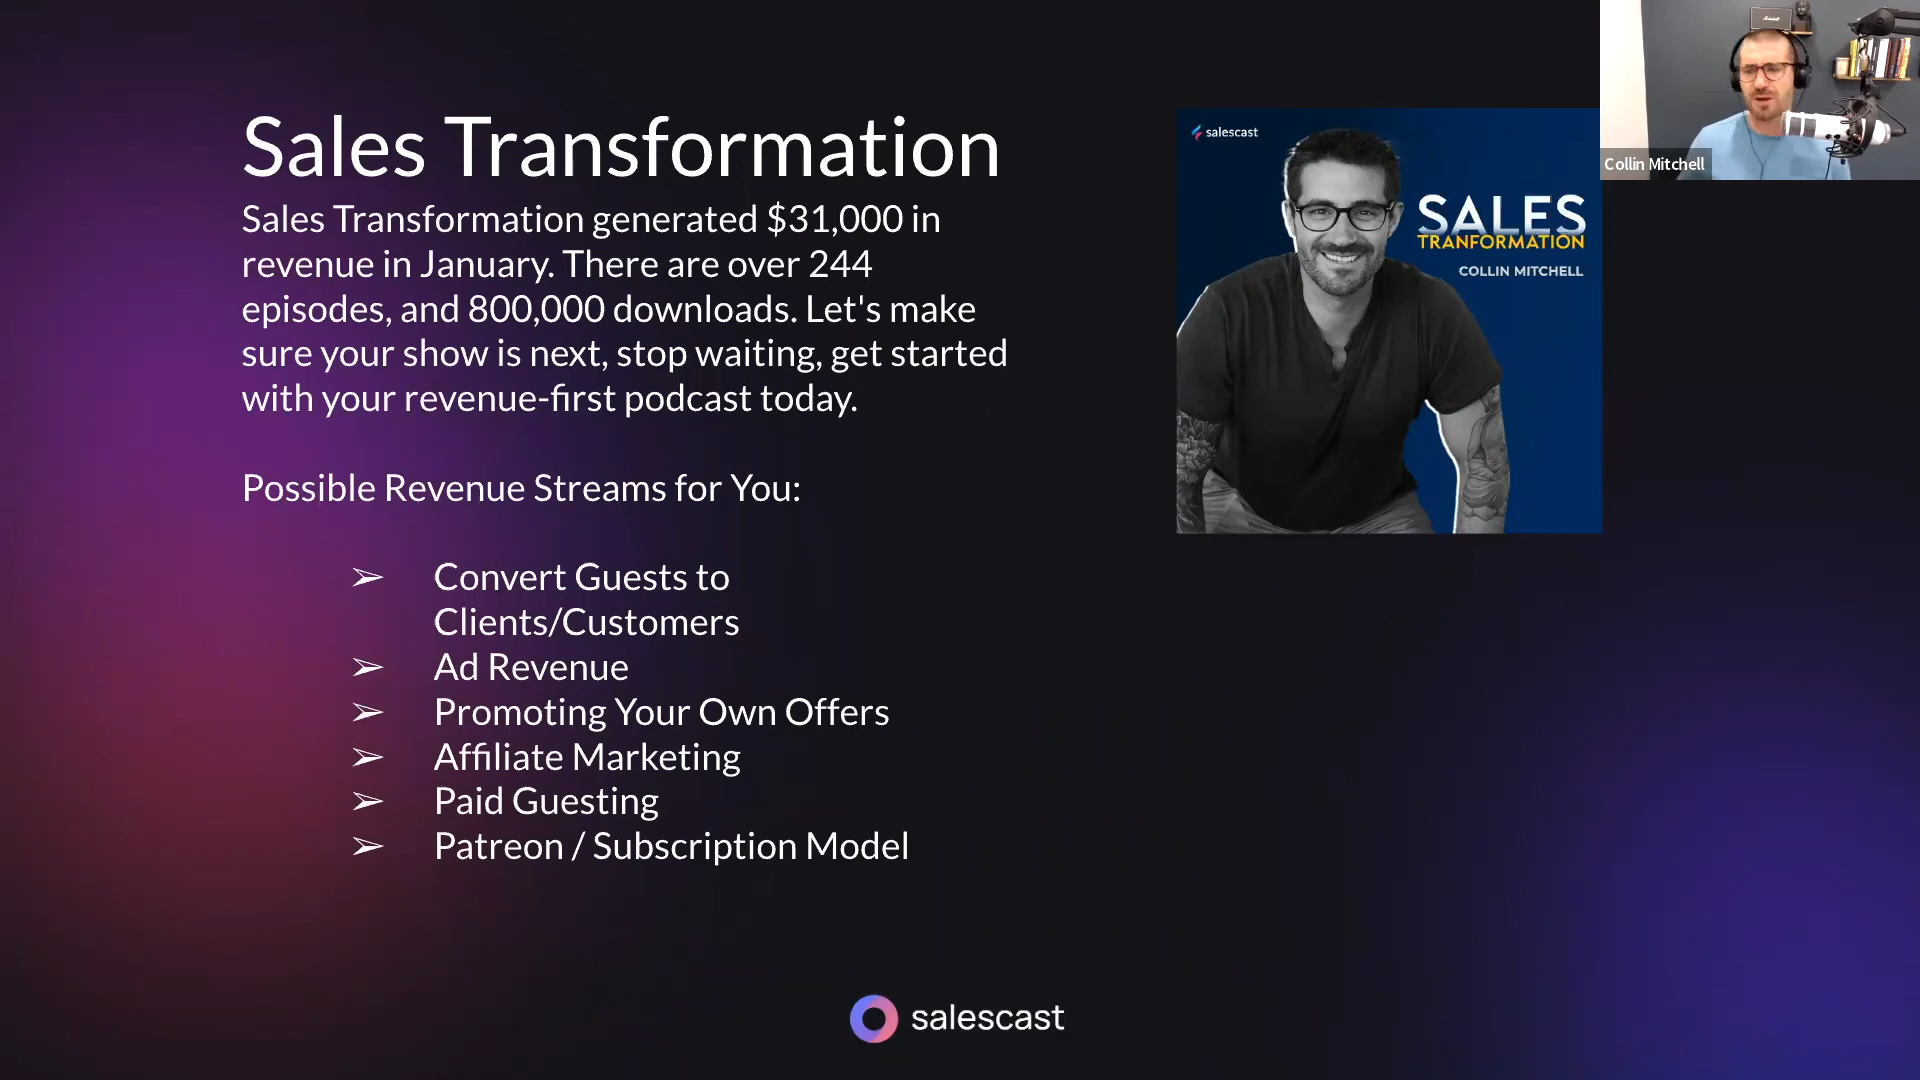 Sales Transformation
Sales Transformation generated $31,000 in
revenue in January. There are over 244
episodes, and 800,000 downloads. Let's make
sure your show is next, stop waiting, get started
with your revenue-first podcast today.
Possible Revenue Streams for You:
➢ Convert Guests to
Clients/Customers
➢ Ad Revenue
➢ Promoting Your Own Offers
➢ Affiliate Marketing
➢ Paid Guesting
➢ Patreon / Subscription Model
salescast
SALES
TRANFORMATION
COLLIN MITCHELL
Marshall
Collin Mitchell
salescast